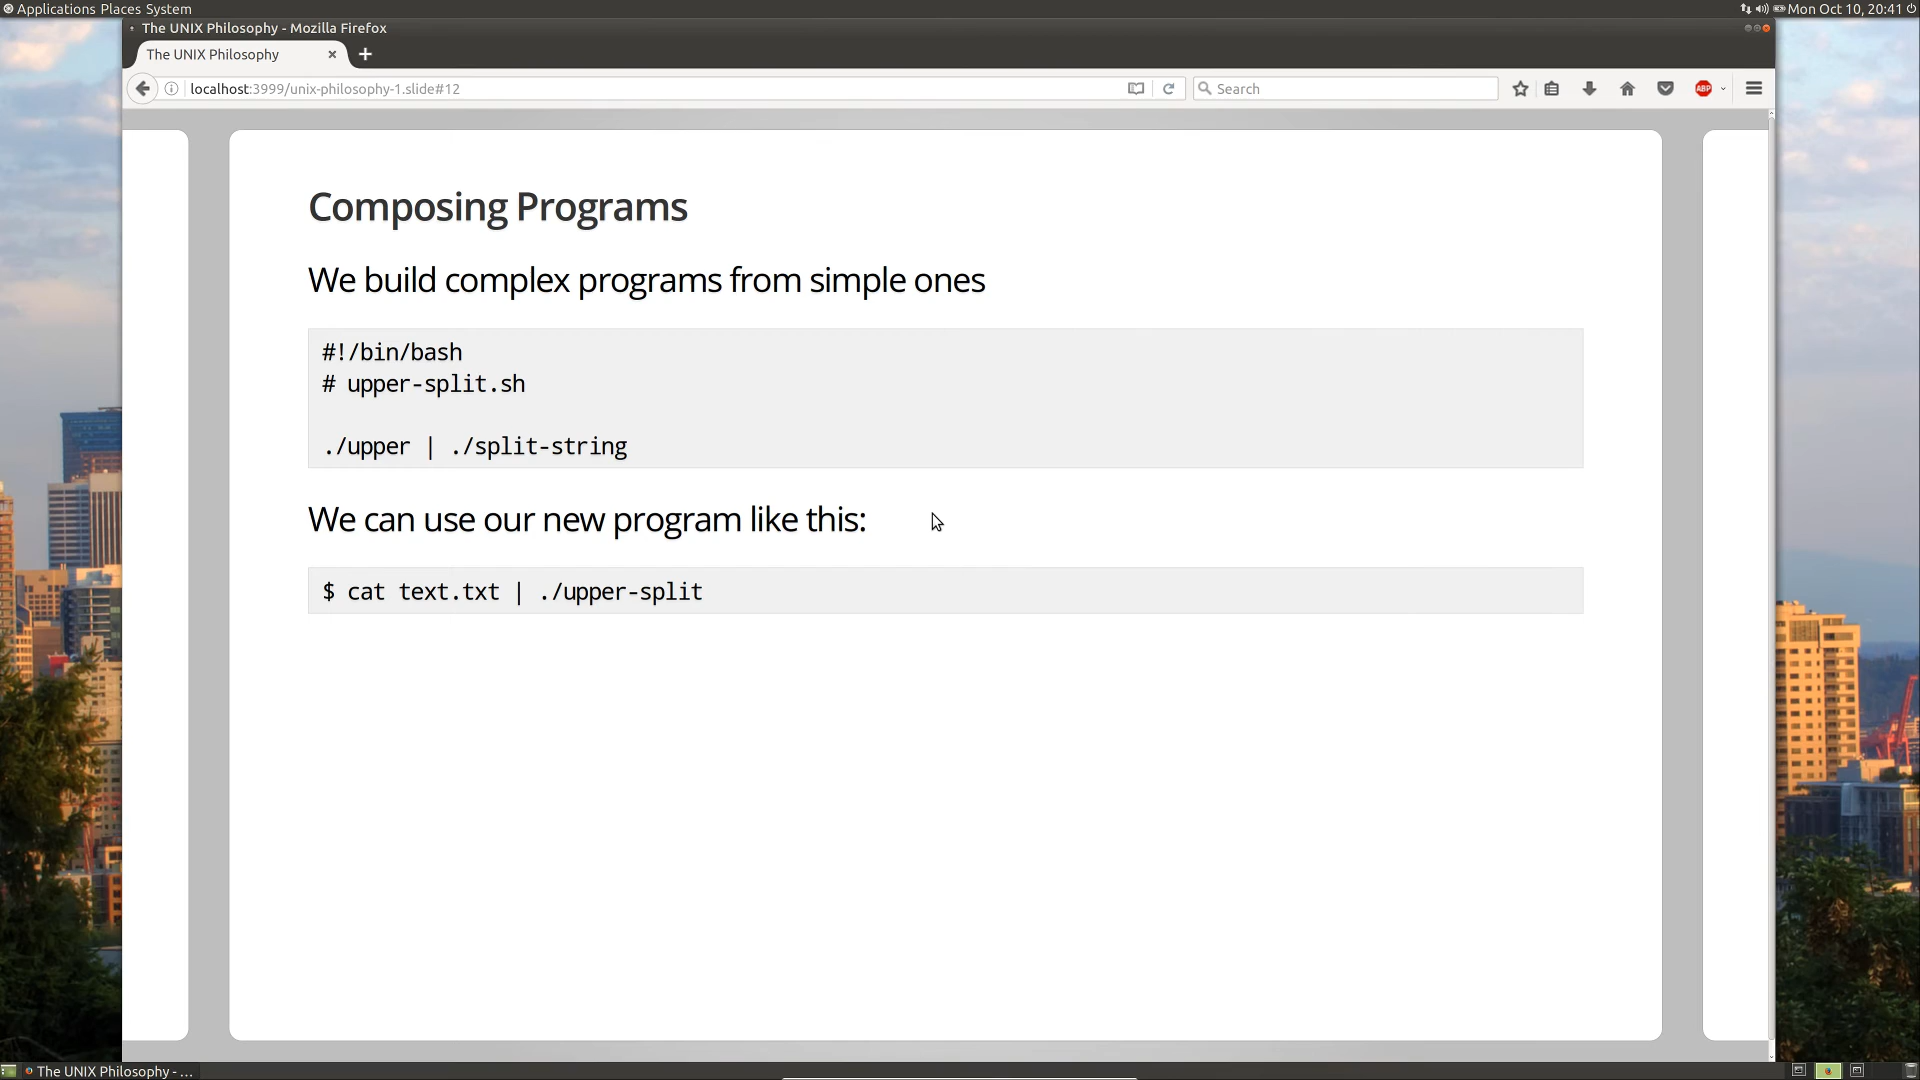 Applications Places System
Mon Oct 10, 20:41
The UNIX Philosophy - Mozilla Firefox
The UNIX Philosophy
localhost:3999/unix-philosophy-1.slide#12
Search
ABP
Composing Programs
We build complex programs from simple ones
#!/bin/bash
# upper-split.sh
./upper | ./split-string
We can use our new program like this:
$ cat text.txt | ./upper-split
The UNIX Philosophy - ...